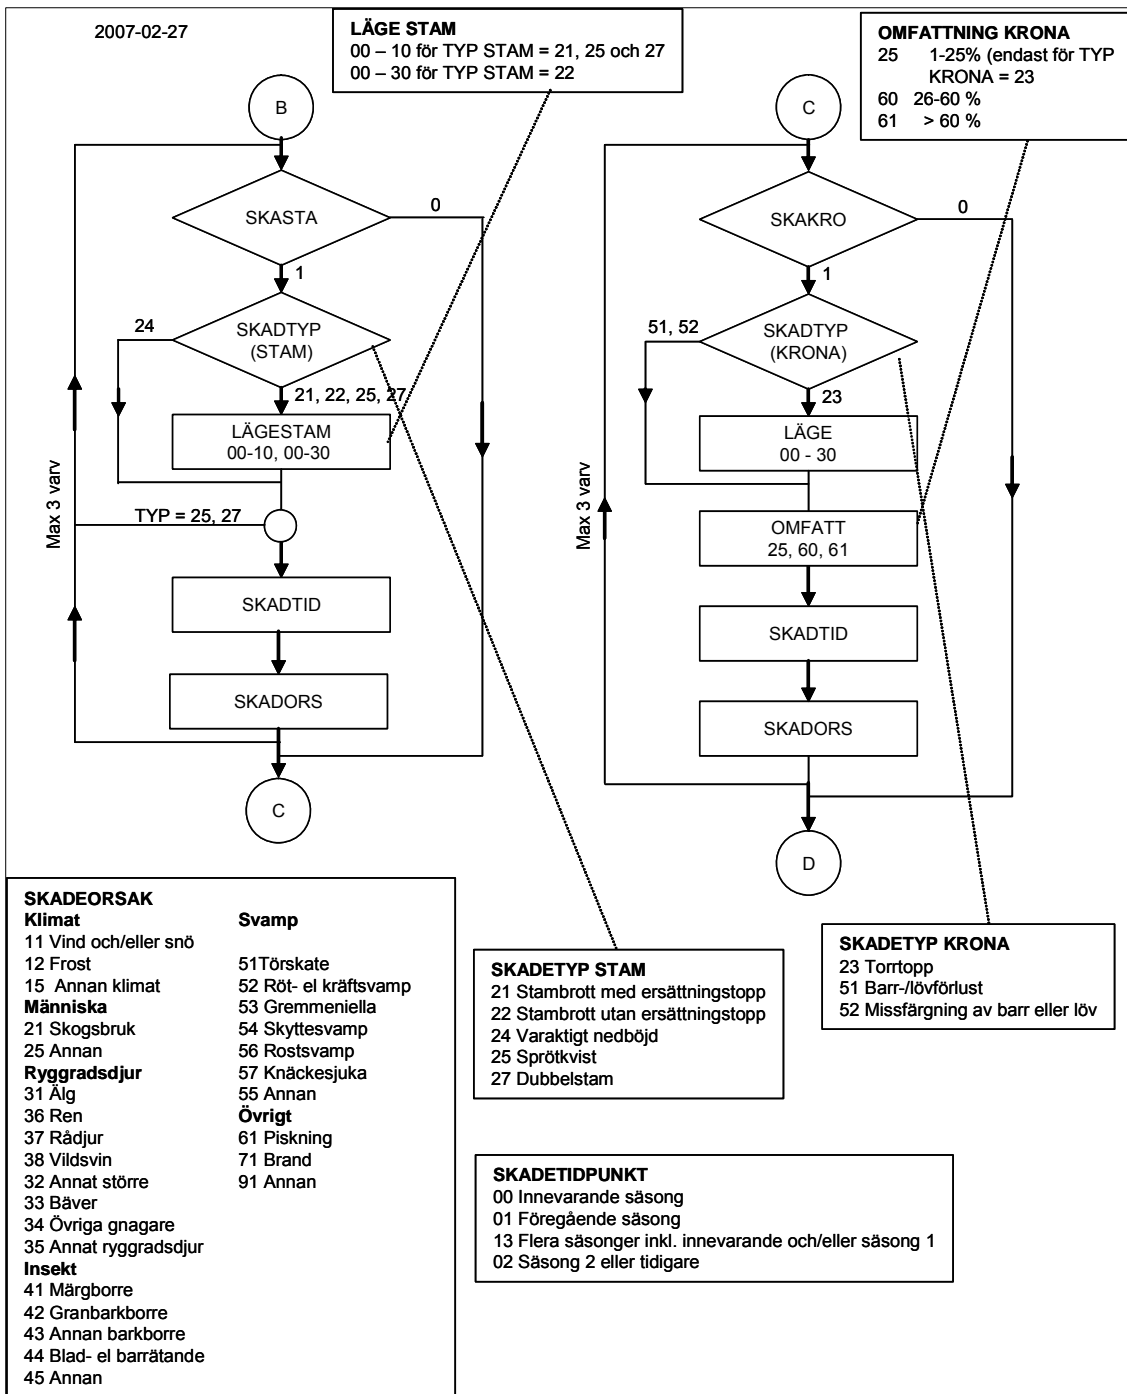 2007-02-27
LÄGE STAM
00 – 10 för TYP STAM = 21, 25 och 27
00 – 30 för TYP STAM = 22
OMFATTNING KRONA
25 1-25% (endast för TYP
KRONA = 23
60 26-60 %
61 > 60 %
B
SKASTA
0
1
24
SKADTYP
(STAM)
21, 22, 25, 27
LÄGESTAM
00-10, 00-30
Max 3 varv
TYP = 25, 27
SKADTID
SKADORS
C
C
SKAKRO
0
1
51, 52
SKADTYP
(KRONA)
23
LÄGE
00 - 30
Max 3 varv
OMFATT
25, 60, 61
SKADTID
SKADORS
D
SKADEORSAK
Klimat
11 Vind och/eller snö
12 Frost
15 Annan klimat
Människa
21 Skogsbruk
25 Annan
Ryggradsdjur
31 Älg
36 Ren
37 Rådjur
38 Vildsvin
32 Annat större
33 Bäver
34 Övriga gnagare
35 Annat ryggradsdjur
Insekt
41 Märgborre
42 Granbarkborre
43 Annan barkborre
44 Blad- el barrätande
45 Annan
Svamp
51Törskate
52 Röt- el kräftsvamp
53 Gremmeniella
54 Skyttesvamp
56 Rostsvamp
57 Knäckesjuka
55 Annan
Övrigt
61 Piskning
71 Brand
91 Annan
SKADETYP STAM
21 Stambrott med ersättningstopp
22 Stambrott utan ersättningstopp
24 Varaktigt nedböjd
25 Sprötkvist
27 Dubbelstam
SKADETYP KRONA
23 Torrtopp
51 Barr-/lövförlust
52 Missfärgning av barr eller löv
SKADETIDPUNKT
00 Innevarande säsong
01 Föregående säsong
13 Flera säsonger inkl. innevarande och/eller säsong 1
02 Säsong 2 eller tidigare